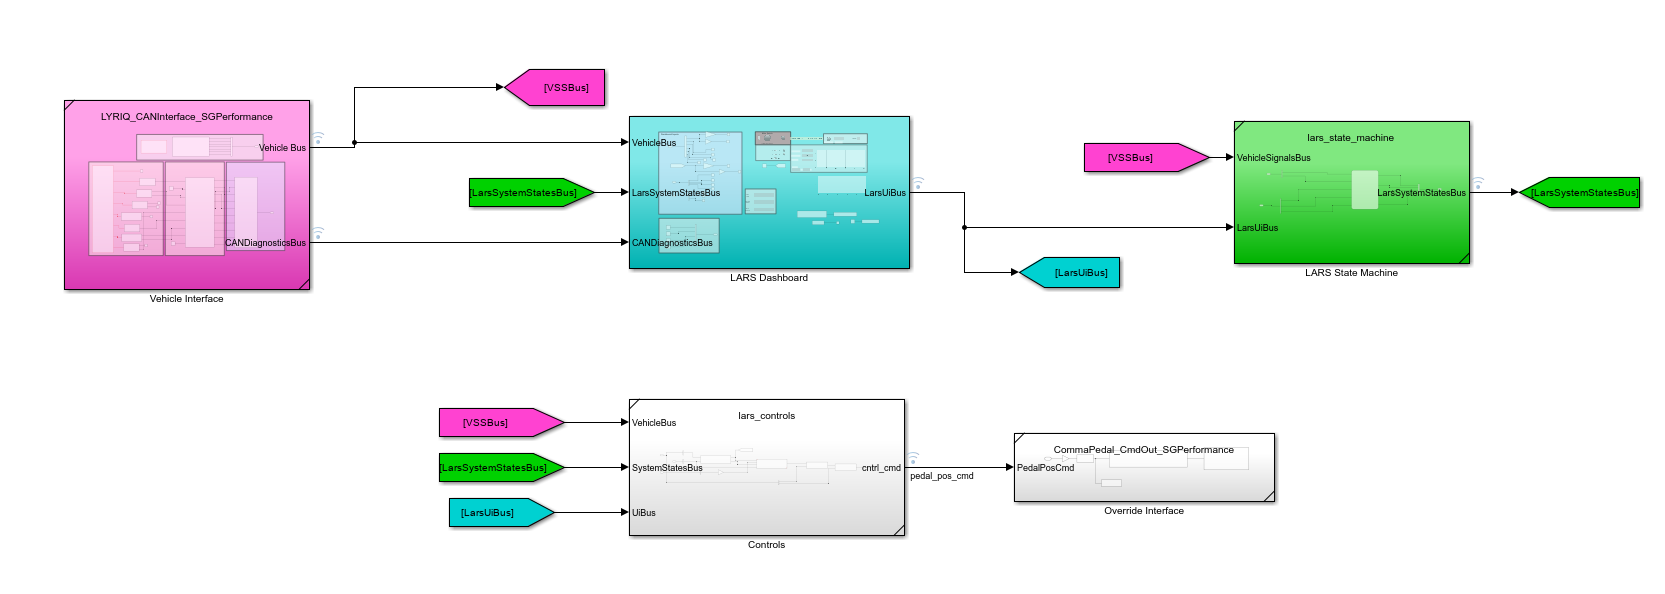 [VSSBus]
LYRIQ_CANInterface_SGPerformance
Vehicle Bus
CANDiagnosticsBus
Vehicle Interface
[LarsSystemStatesBus]
VehicleBus
LarsSystemStatesBus
CANDiagnosticsBus
LarsUiBus
LARS Dashboard
[LarsUiBus]
[VSSBus]
lars_state_machine
VehicleSignalsBus
LarsSystemStatesBus
LarsUiBus
LARS State Machine
[LarsSystemStatesBus]
[VSSBus]
[LarsSystemStatesBus]
[LarsUiBus]
lars_controls
VehicleBus
SystemStatesBus
cntrl_cmd
UiBus
Controls
pedal_pos_cmd
CommaPedal_CmdOut_SGPerformance
PedalPosCmd
Override Interface